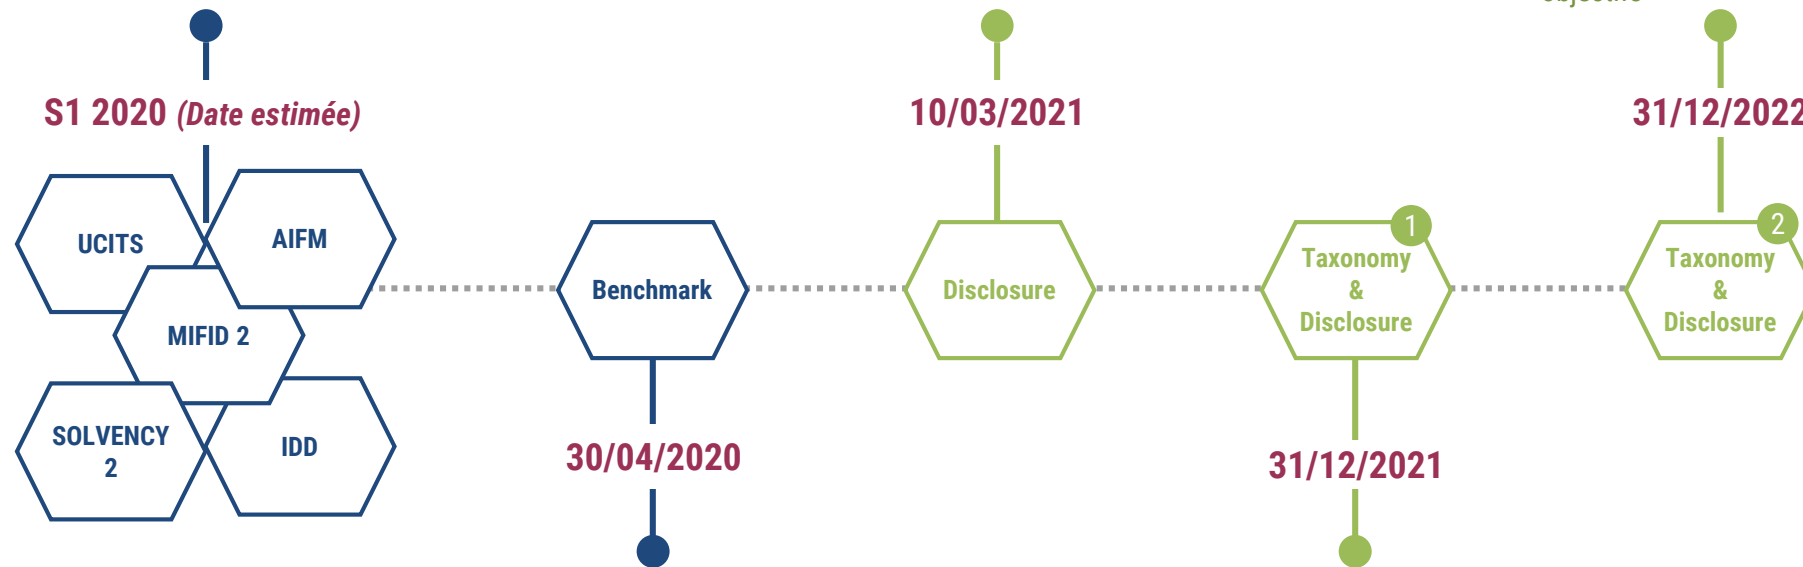 S1 2020 (Date estimée)
10/03/2021
31/12/2022
UCITS
AIFM
MIFID 2
SOLVENCY
2
IDD
Benchmark
Disclosure
1
Taxonomy
&
Disclosure
2
Taxonomy
&
Disclosure
30/04/2020
31/12/2021